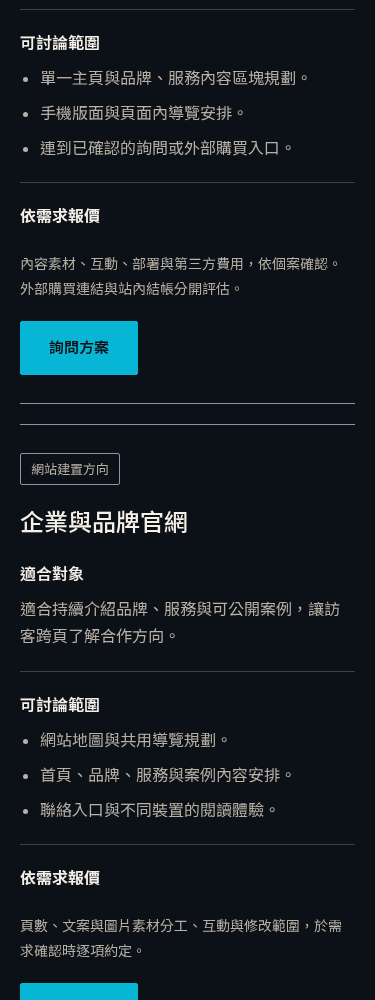 可討論範圍
單一主頁與品牌、服務內容區塊規劃。
手機版面與頁面內導覽安排。
連到已確認的詢問或外部購買入口。
依需求報價
內容素材、互動、部署與第三方費用，依個案確認。
外部購買連結與站內結帳分開評估。
詢問方案
網站建置方向
企業與品牌官網
適合對象
適合持續介紹品牌、服務與可公開案例，讓訪
客跨頁了解合作方向。
可討論範圍
網站地圖與共用導覽規劃。
首頁、品牌、服務與案例內容安排。
聯絡入口與不同裝置的閱讀體驗。
依需求報價
頁數、文案與圖片素材分工、互動與修改範圍，於需
求確認時逐項約定。